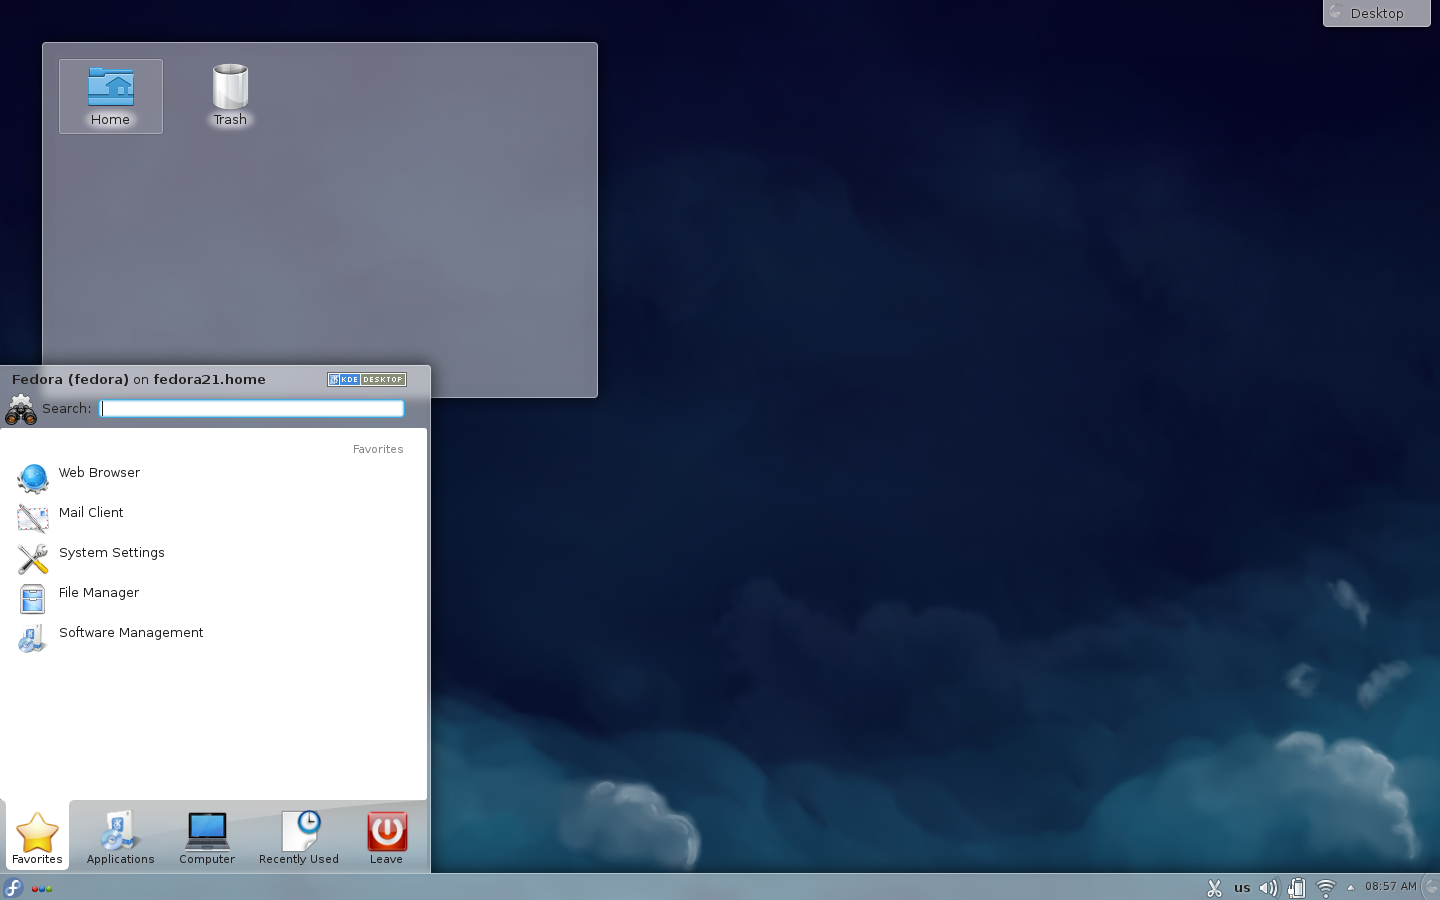 Desktop
Home
Trash
Fedora (fedora) on fedora21.home
KDE DESKTOP
Search:
Favorites
Web Browser
Mail Client
System Settings
File Manager
Software Management
Favorites
Applications
Computer
Recently Used
Leave
us
08:57 AM